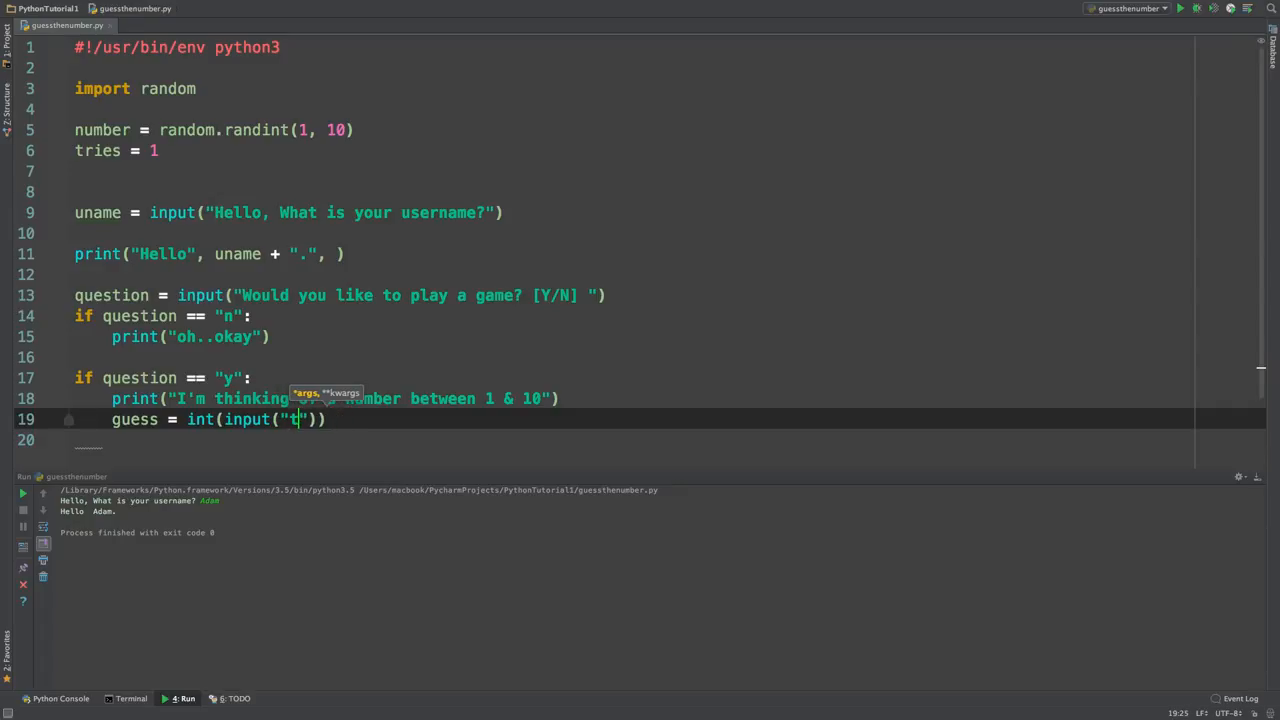 PythonTutorial1 guessthenumber.py guessthenumber
guessthenumber.py
1: Project
Z: Structure
2: Favorites
Database
1 #!/usr/bin/env python3
2
3 import random
4
5 number = random.randint(1, 10)
6 tries = 1
7
8
9 uname = input("Hello, What is your username?")
10
11 print("Hello", uname + ".", )
12
13 question = input("Would you like to play a game? [Y/N] ")
14 if question == "n":
15 print("oh..okay")
16
17 if question == "y":
*args, **kwargs
18 print("I'm thinking of a number between 1 & 10")
19 guess = int(input("t"))
20
Run guessthenumber
/Library/Frameworks/Python.framework/Versions/3.5/bin/python3.5 /Users/macbook/PycharmProjects/PythonTutorial1/guessthenumber.py
Hello, What is your username? Adam
Hello Adam.
Process finished with exit code 0
Python Console Terminal 4: Run 6: TODO Event Log
19:25 LF÷ UTF-8÷